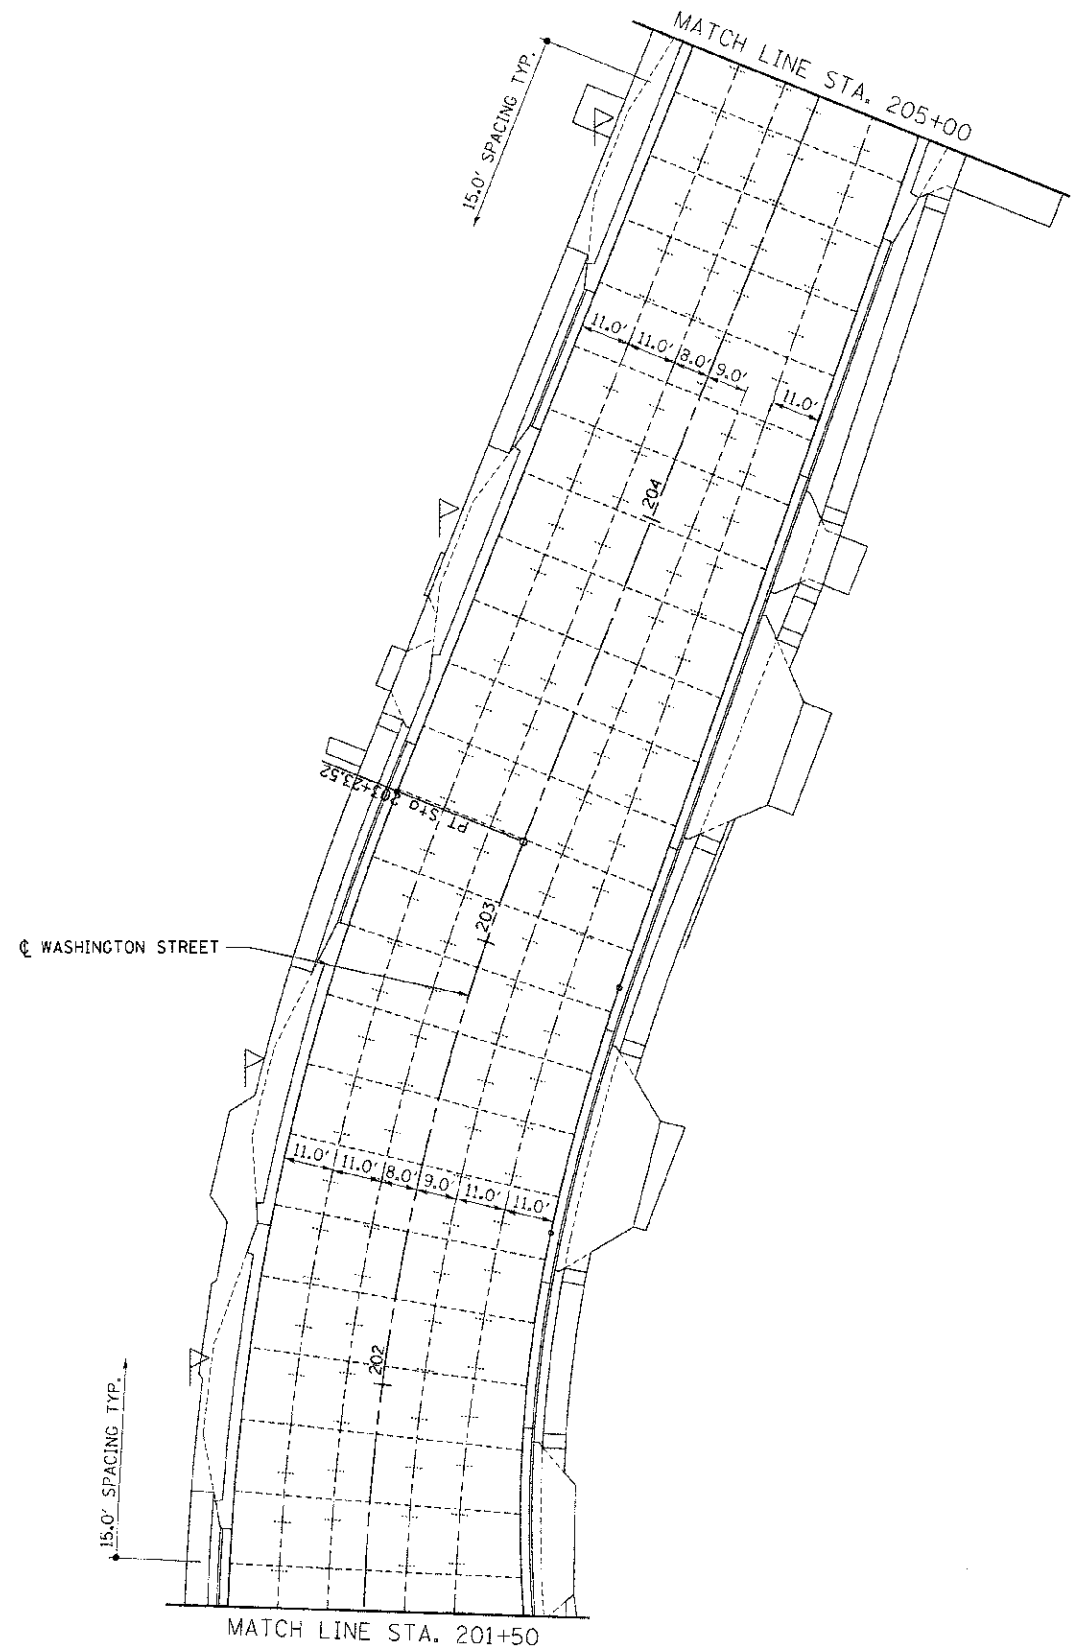 MATCH LINE STA. 205+00
15.0' SPACING TYP.
11.0' 11.0' 8.0' 9.0'
11.0'
204
PT Sta 203+23.52
203
℄ WASHINGTON STREET
11.0' 11.0' 8.0' 9.0' 11.0' 11.0'
202
15.0' SPACING TYP.
MATCH LINE STA. 201+50